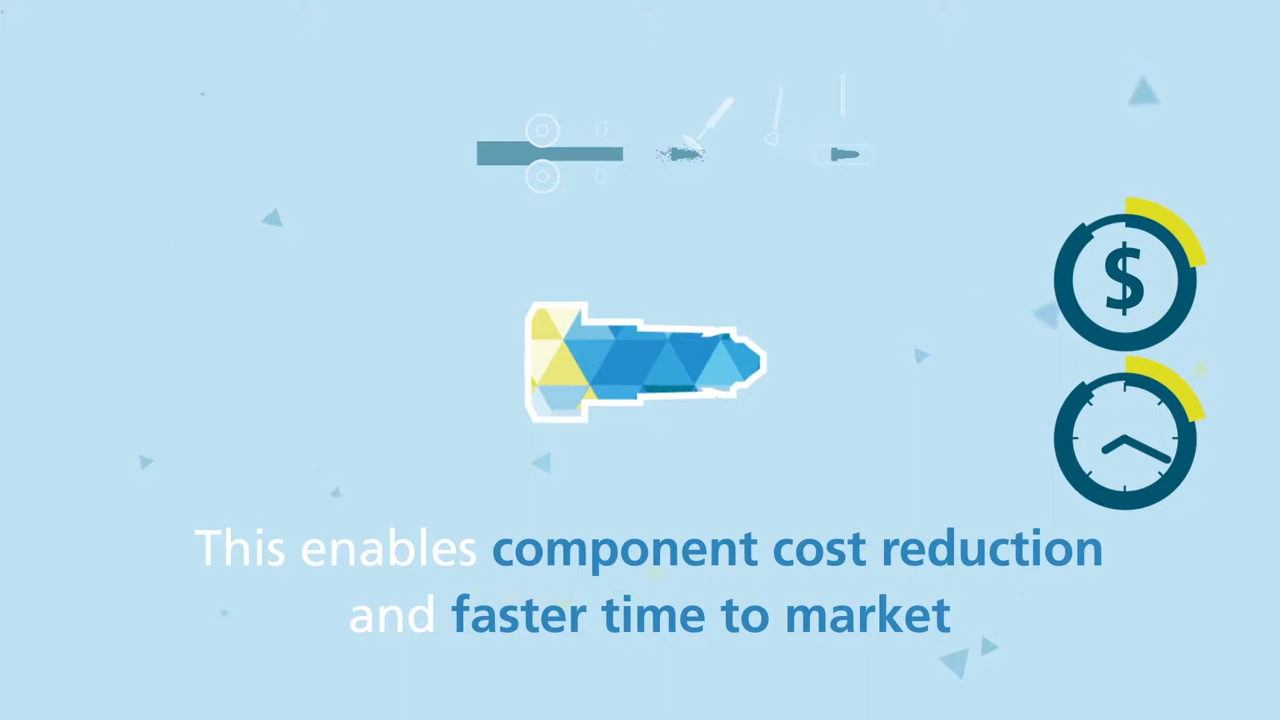 $
This enables component cost reduction
and faster time to market